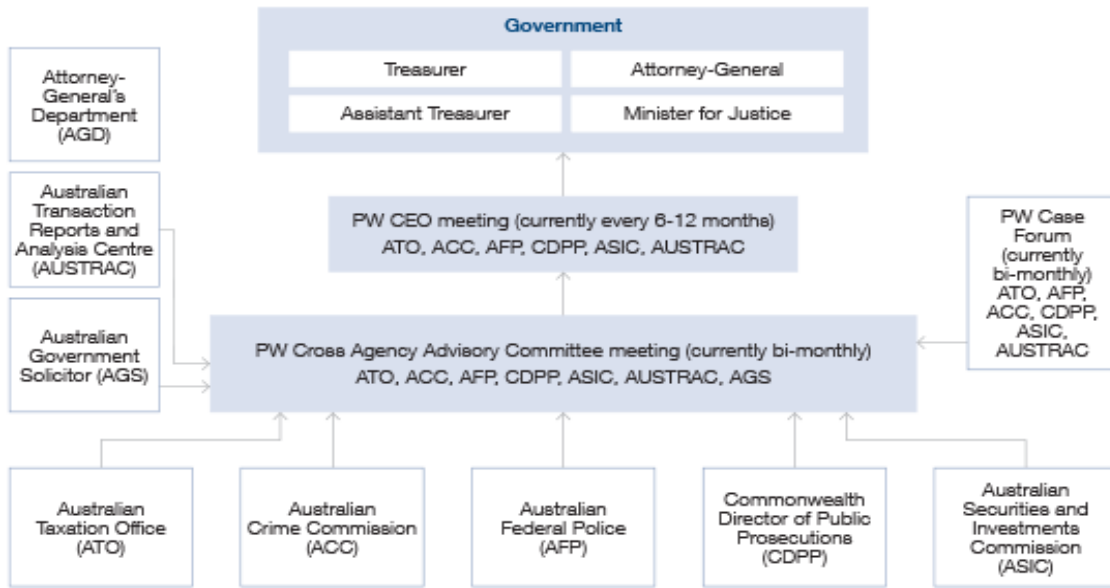 Government
Treasurer
Attorney-General
Assistant Treasurer
Minister for Justice
Attorney-
General's
Department
(AGD)
Australian
Transaction
Reports and
Analysis Centre
(AUSTRAC)
Australian
Government
Solicitor (AGS)
PW CEO meeting (currently every 6-12 months)
ATO, ACC, AFP, CDPP, ASIC, AUSTRAC
PW Case
Forum
(currently
bi-monthly)
ATO, AFP,
ACC, CDPP,
ASIC,
AUSTRAC
PW Cross Agency Advisory Committee meeting (currently bi-monthly)
ATO, ACC, AFP, CDPP, ASIC, AUSTRAC, AGS
Australian
Taxation Office
(ATO)
Australian
Crime Commission
(ACC)
Australian
Federal Police
(AFP)
Commonwealth
Director of Public
Prosecutions
(CDPP)
Australian
Securities and
Investments
Commission
(ASIC)